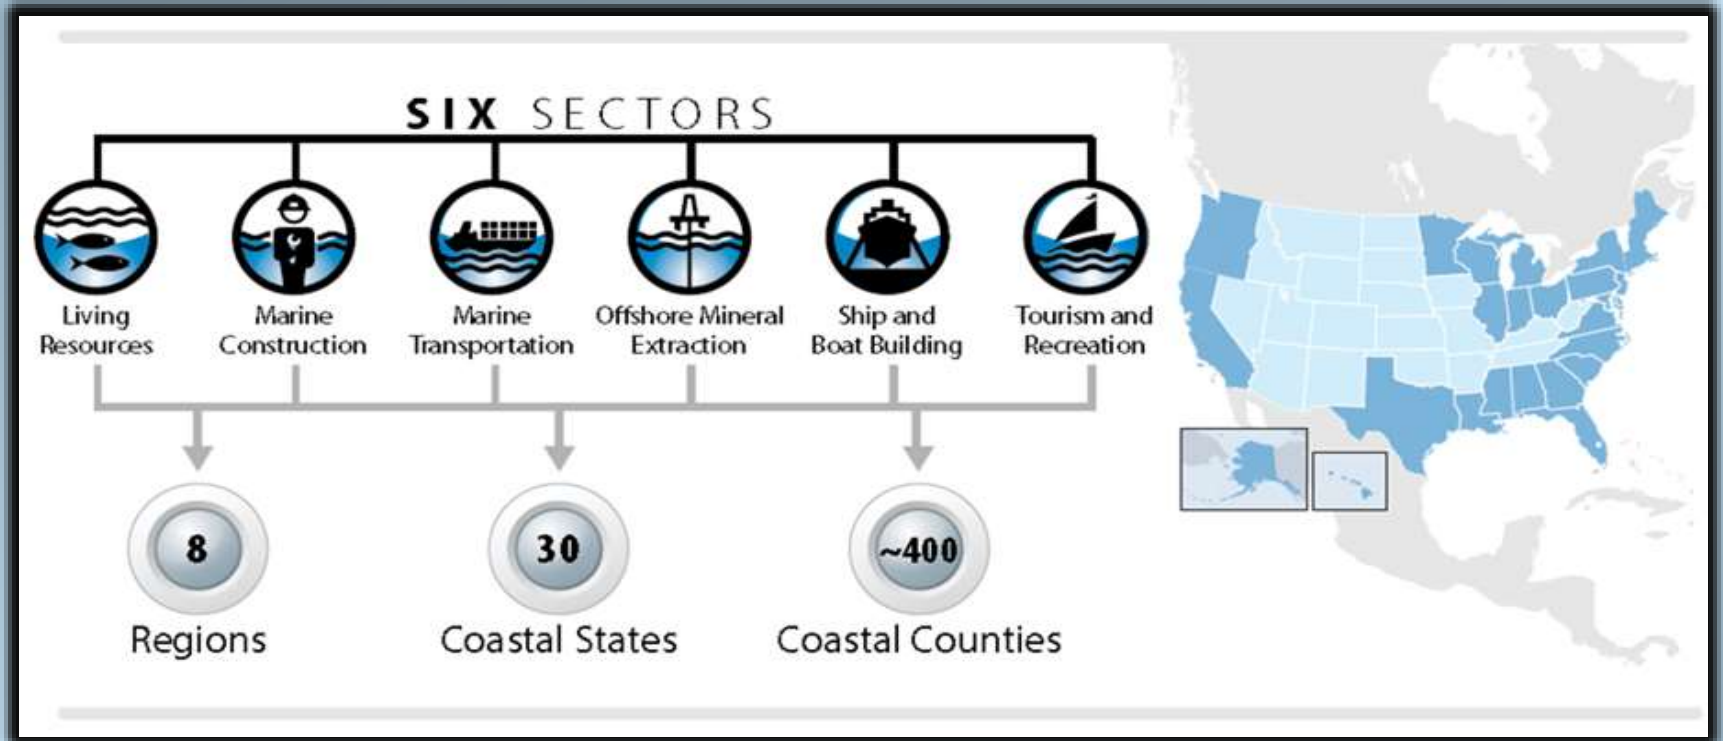 SIX SECTORS
Living
Resources
Marine
Construction
Marine
Transportation
Offshore Mineral
Extraction
Ship and
Boat Building
Tourism and
Recreation
8
Regions
30
Coastal States
~400
Coastal Counties